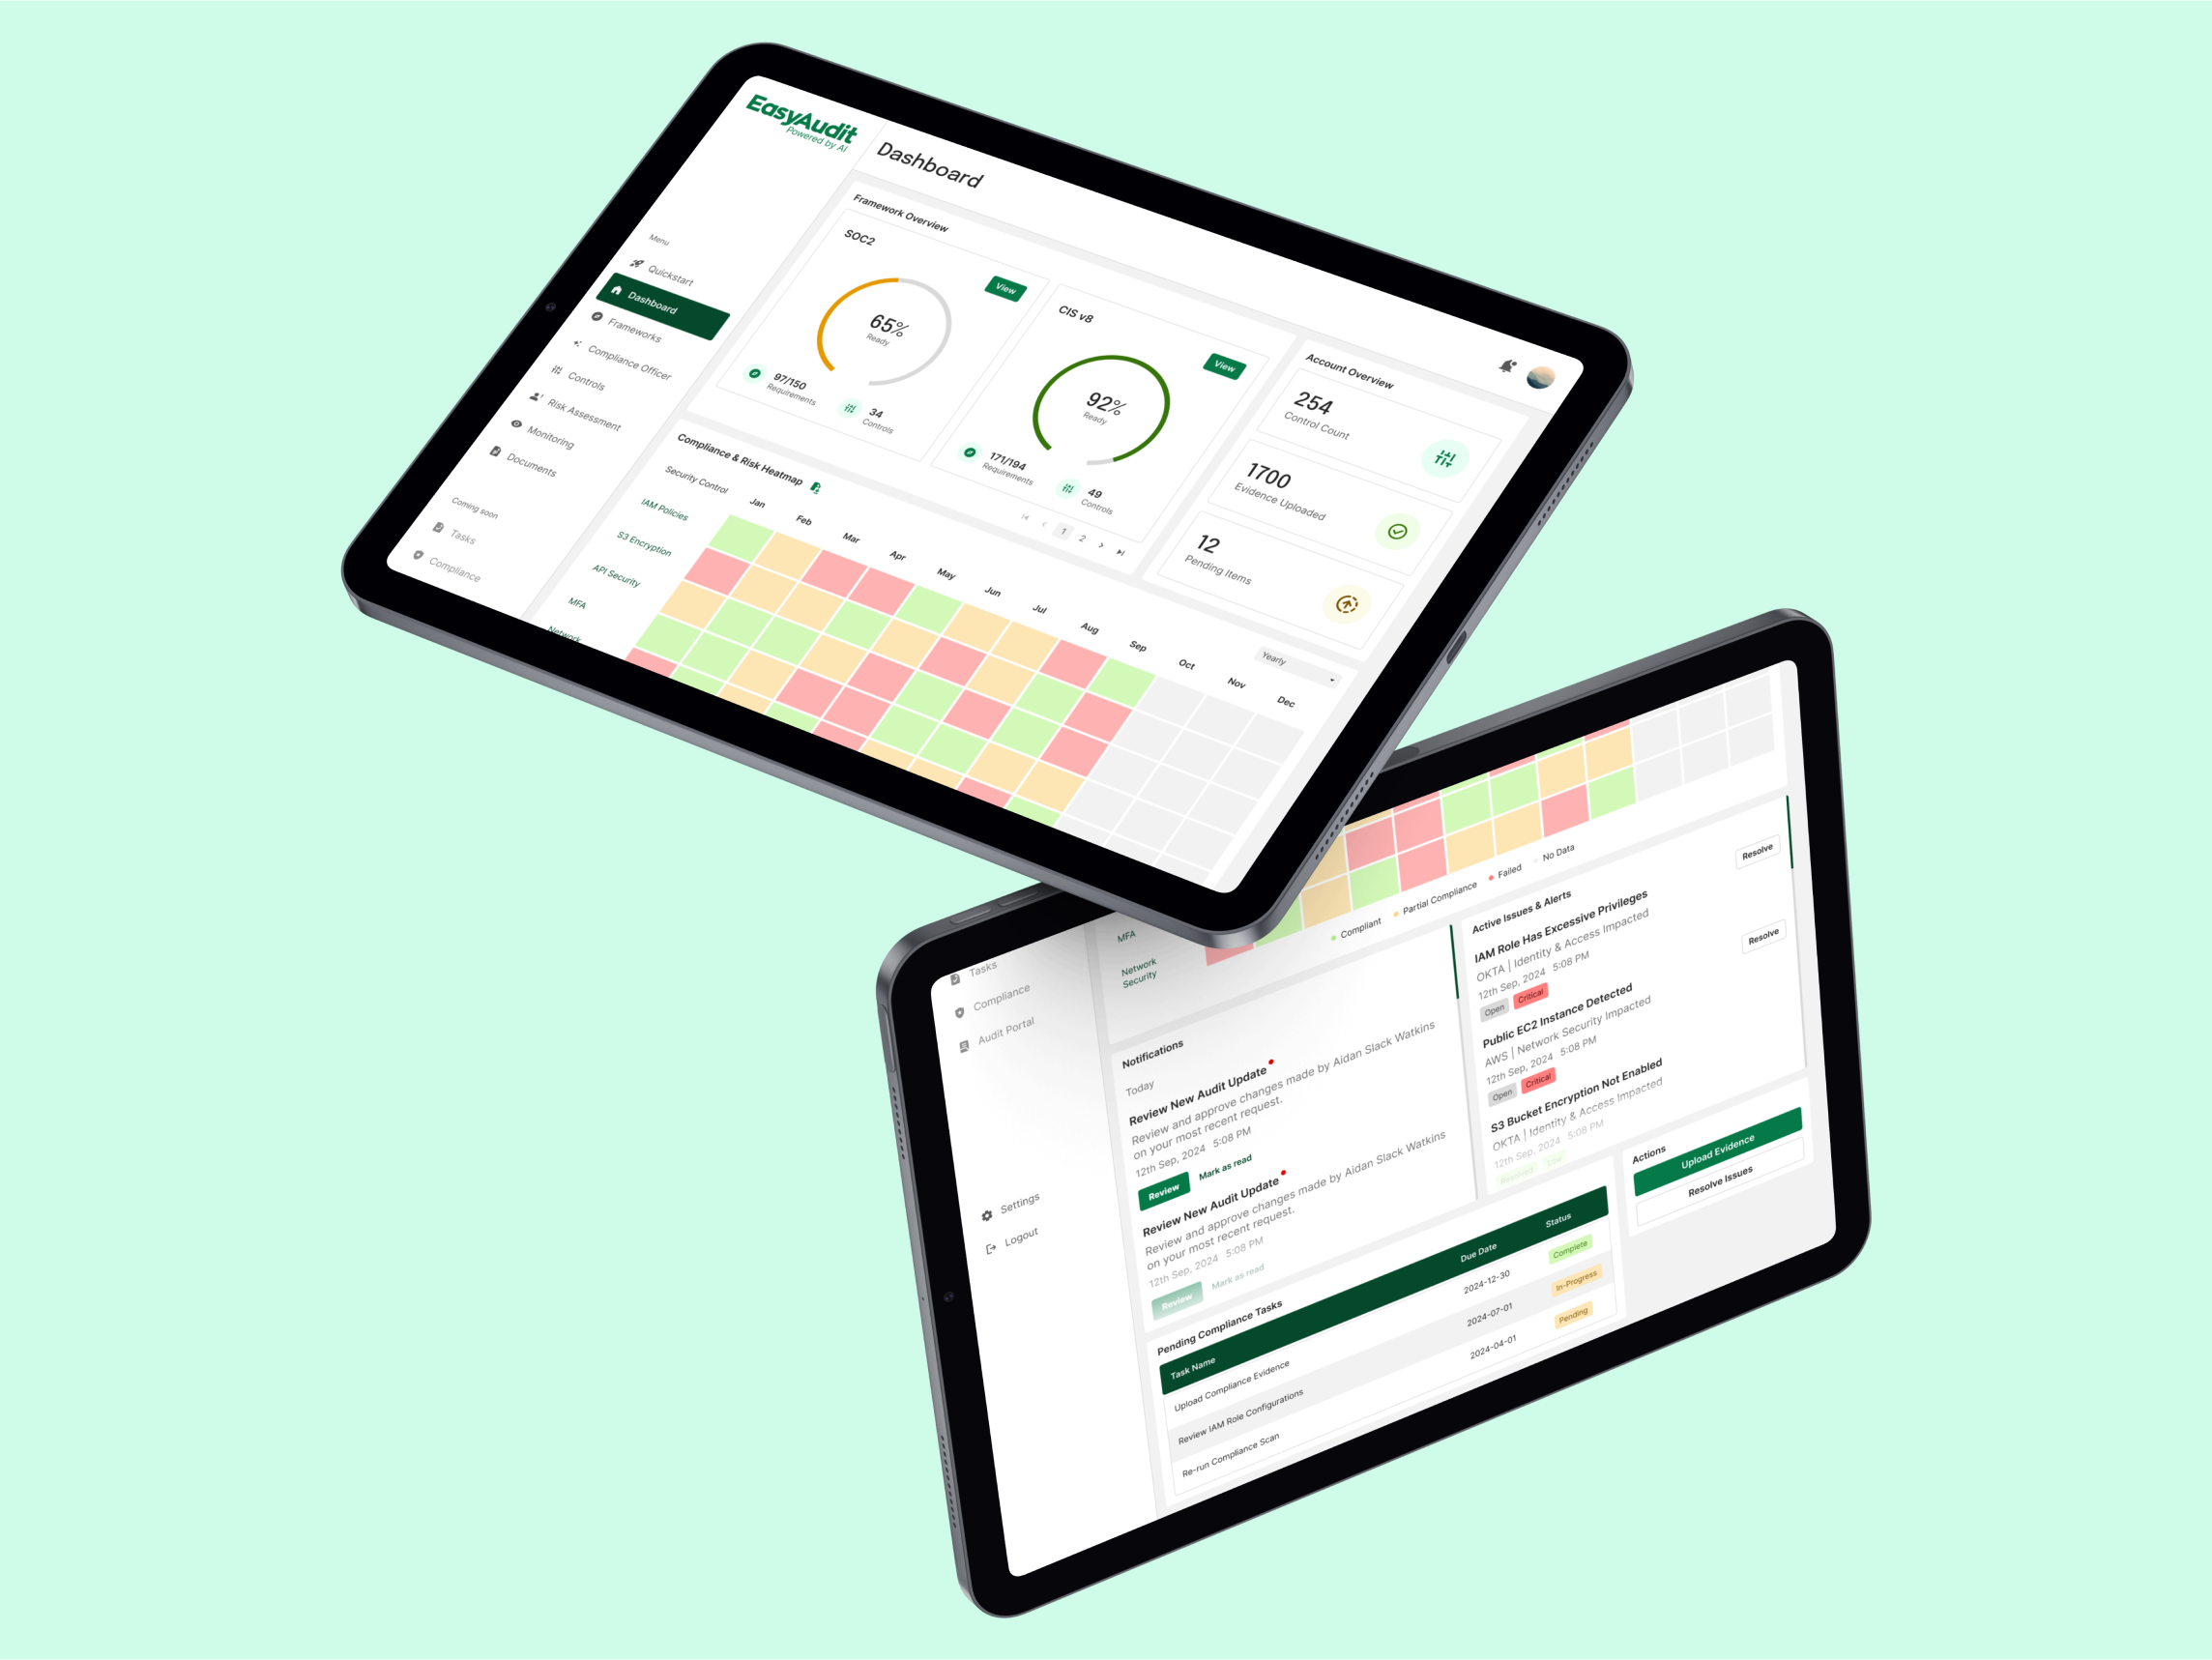 EasyAudit
Powered by AI
Menu
Quickstart
Dashboard
Frameworks
Compliance Officer
Controls
Risk Assessment
Monitoring
Documents
Coming soon
Tasks
Compliance
Dashboard
Framework Overview
SOC2
View
65%
Ready
97/150
Requirements
34
Controls
CIS v8
View
92%
Ready
171/194
Requirements
49
Controls
1
2
Account Overview
254
Control Count
1700
Evidence Uploaded
12
Pending Items
Compliance & Risk Heatmap
Yearly
Security Control
Jan
Feb
Mar
Apr
May
Jun
Jul
Aug
Sep
Oct
Nov
Dec
IAM Policies
S3 Encryption
API Security
MFA
Network
Tasks
Compliance
Audit Portal
Settings
Logout
MFA
Network
Security
Compliant
Partial Compliance
Failed
No Data
Notifications
Today
Review New Audit Update
Review and approve changes made by Aidan Slack Watkins
on your most recent request.
12th Sep, 2024 5:08 PM
Review
Mark as read
Review New Audit Update
Review and approve changes made by Aidan Slack Watkins
on your most recent request.
12th Sep, 2024 5:08 PM
Review
Mark as read
Active Issues & Alerts
IAM Role Has Excessive Privileges
Resolve
OKTA | Identity & Access Impacted
12th Sep, 2024 5:08 PM
Open
Critical
Public EC2 Instance Detected
Resolve
AWS | Network Security Impacted
12th Sep, 2024 5:08 PM
Open
Critical
S3 Bucket Encryption Not Enabled
OKTA | Identity & Access Impacted
12th Sep, 2024 5:08 PM
Resolved
Low
Pending Compliance Tasks
Task Name
Due Date
Status
Upload Compliance Evidence
2024-12-30
Complete
Review IAM Role Configurations
2024-07-01
In-Progress
Re-run Compliance Scan
2024-04-01
Pending
Actions
Upload Evidence
Resolve Issues